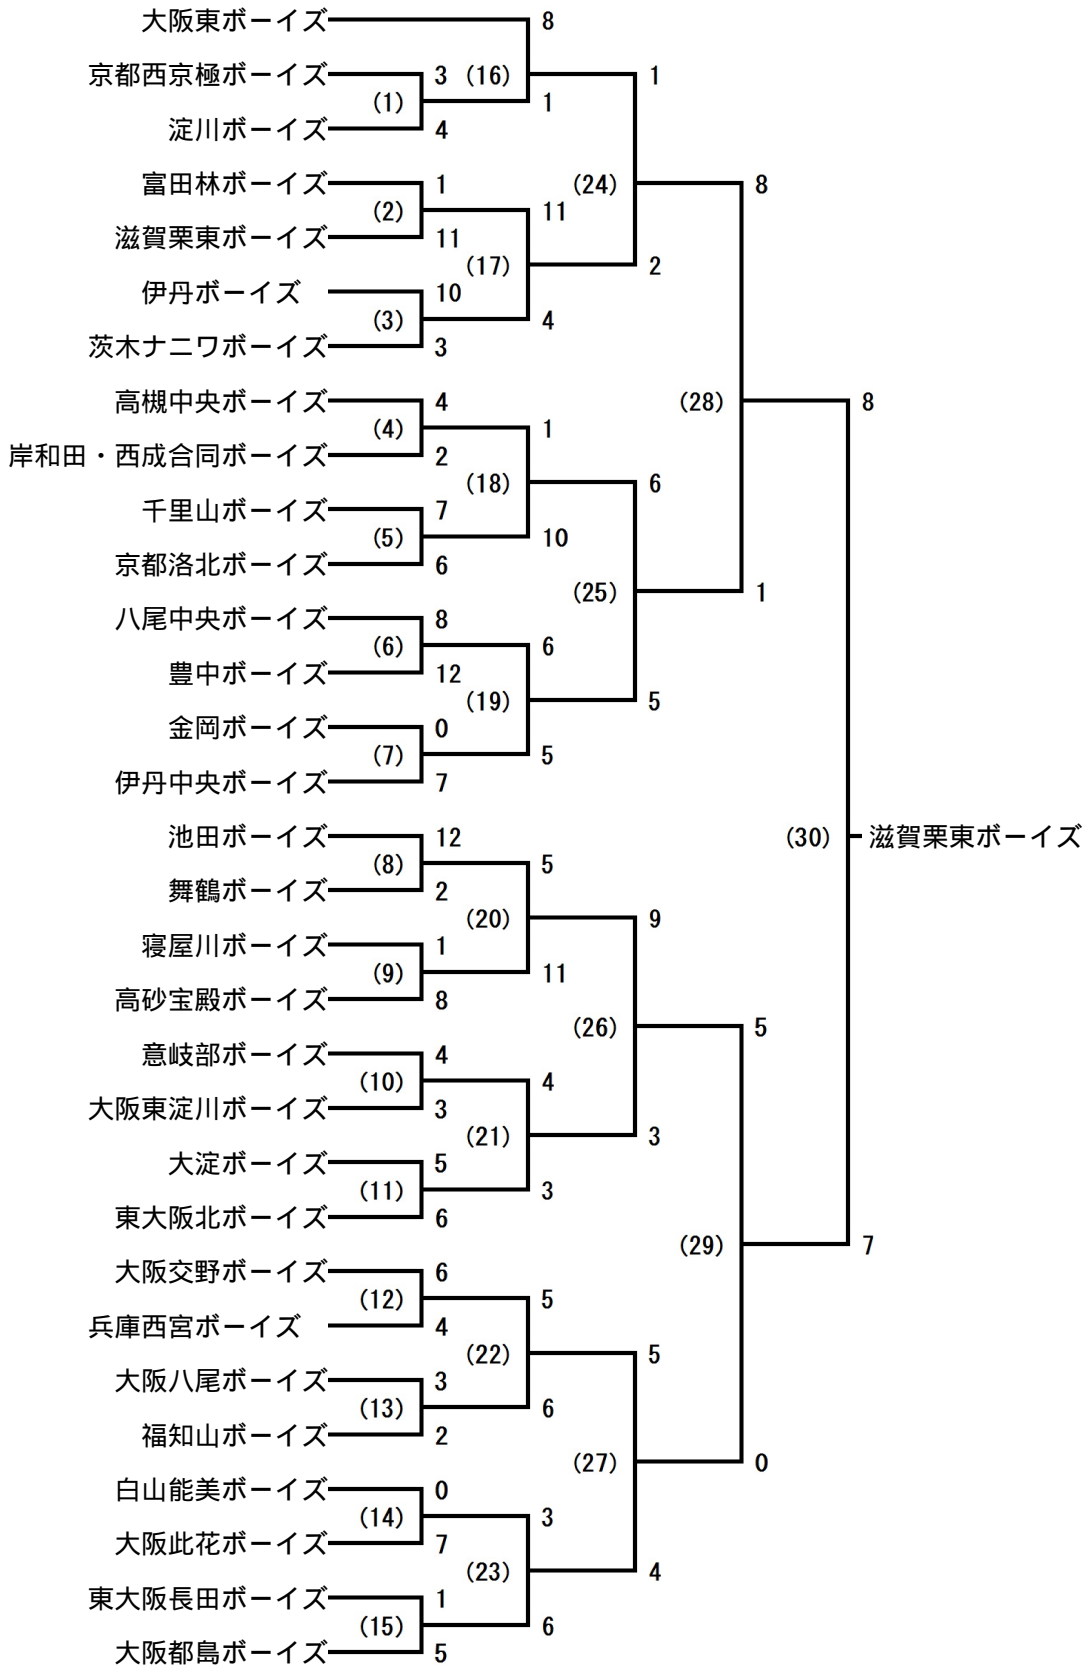 大阪東ボーイズ 8
京都西京極ボーイズ 3 (16) 1
(1) 1
淀川ボーイズ 4
富田林ボーイズ 1 (24) 8
(2) 11
滋賀栗東ボーイズ 11
(17) 2
伊丹ボーイズ 10
(3) 4
茨木ナニワボーイズ 3
高槻中央ボーイズ 4 (28) 8
(4) 1
岸和田・西成合同ボーイズ 2
(18) 6
千里山ボーイズ 7
(5) 10
京都洛北ボーイズ 6
(25) 1
八尾中央ボーイズ 8
(6) 6
豊中ボーイズ 12
(19) 5
金岡ボーイズ 0
(7) 5
伊丹中央ボーイズ 7
池田ボーイズ 12 (30) 滋賀栗東ボーイズ
(8) 5
舞鶴ボーイズ 2
(20) 9
寝屋川ボーイズ 1
(9) 11
高砂宝殿ボーイズ 8
(26) 5
意岐部ボーイズ 4
(10) 4
大阪東淀川ボーイズ 3
(21) 3
大淀ボーイズ 5
(11) 3
東大阪北ボーイズ 6
(29) 7
大阪交野ボーイズ 6
(12) 5
兵庫西宮ボーイズ 4
(22) 5
大阪八尾ボーイズ 3
(13) 6
福知山ボーイズ 2
(27) 0
白山能美ボーイズ 0
(14) 3
大阪此花ボーイズ 7
(23) 4
東大阪長田ボーイズ 1
(15) 6
大阪都島ボーイズ 5